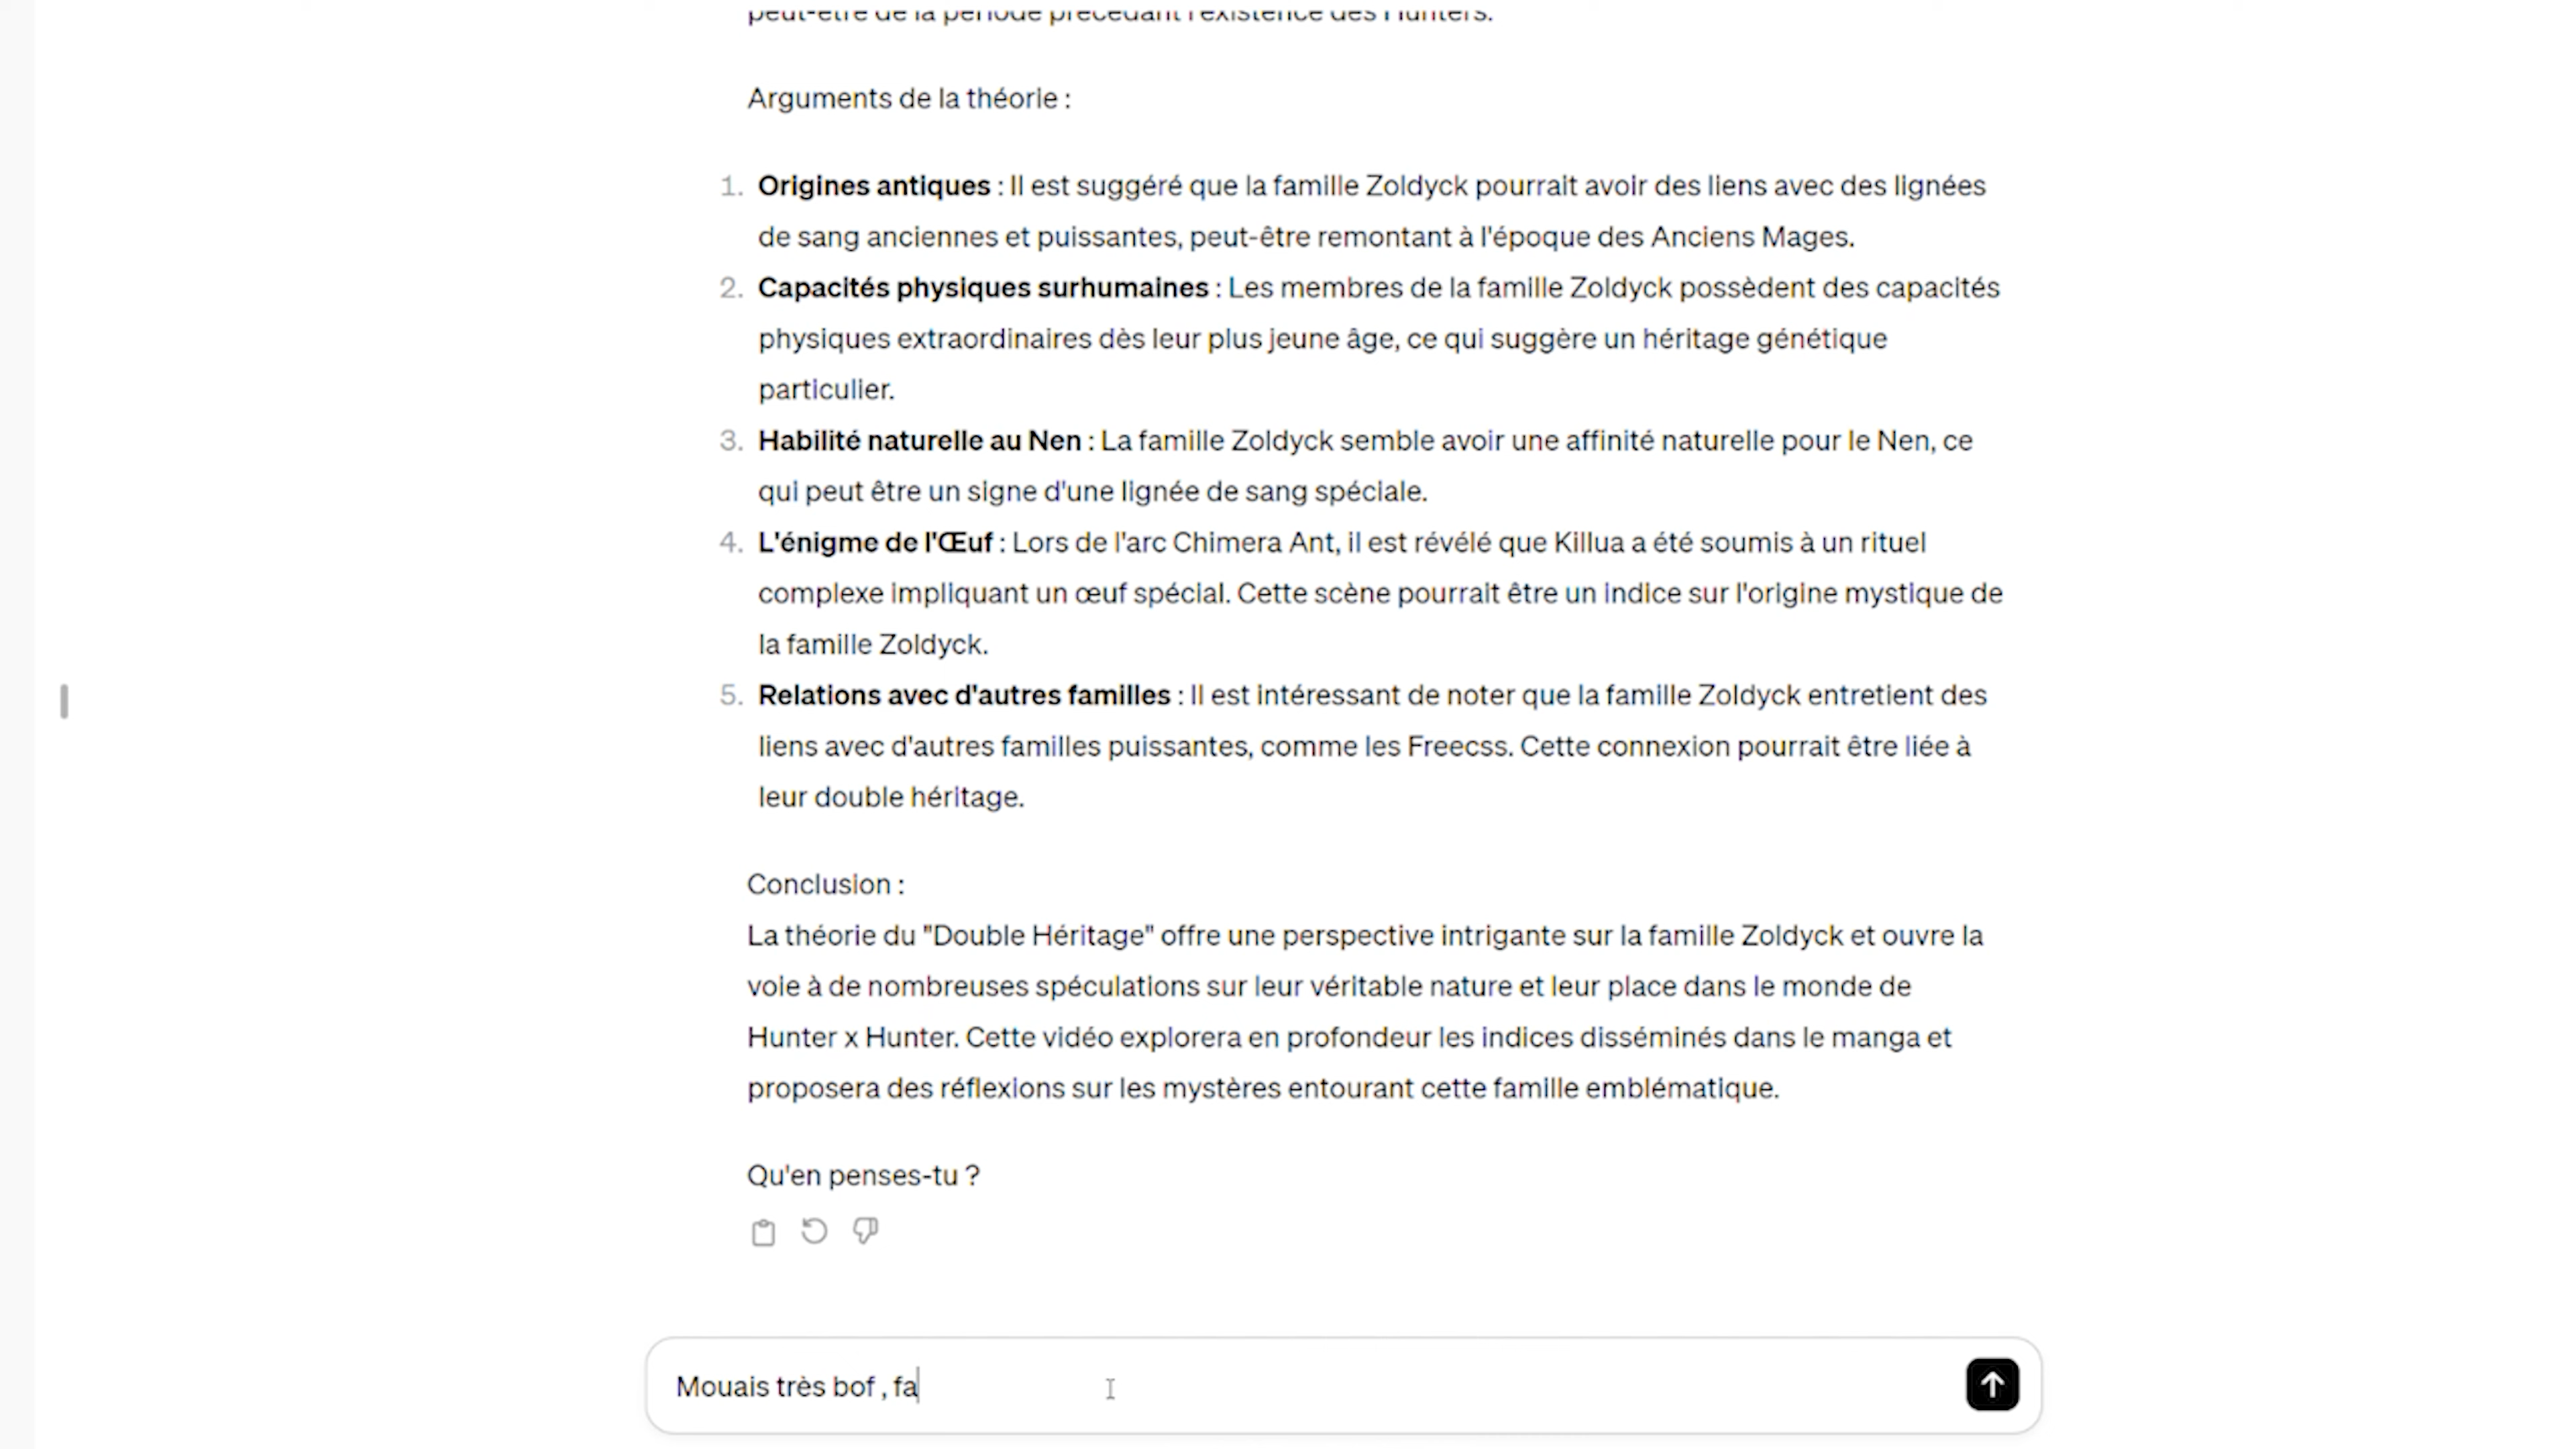 peut-être de la période précédant l'existence des Hunters.
Arguments de la théorie :
1. Origines antiques : Il est suggéré que la famille Zoldyck pourrait avoir des liens avec des lignées
de sang anciennes et puissantes, peut-être remontant à l'époque des Anciens Mages.
2. Capacités physiques surhumaines : Les membres de la famille Zoldyck possèdent des capacités
physiques extraordinaires dès leur plus jeune âge, ce qui suggère un héritage génétique
particulier.
3. Habilité naturelle au Nen : La famille Zoldyck semble avoir une affinité naturelle pour le Nen, ce
qui peut être un signe d'une lignée de sang spéciale.
4. L'énigme de l'Œuf : Lors de l'arc Chimera Ant, il est révélé que Killua a été soumis à un rituel
complexe impliquant un œuf spécial. Cette scène pourrait être un indice sur l'origine mystique de
la famille Zoldyck.
5. Relations avec d'autres familles : Il est intéressant de noter que la famille Zoldyck entretient des
liens avec d'autres familles puissantes, comme les Freecss. Cette connexion pourrait être liée à
leur double héritage.
Conclusion :
La théorie du "Double Héritage" offre une perspective intrigante sur la famille Zoldyck et ouvre la
voie à de nombreuses spéculations sur leur véritable nature et leur place dans le monde de
Hunter x Hunter. Cette vidéo explorera en profondeur les indices disséminés dans le manga et
proposera des réflexions sur les mystères entourant cette famille emblématique.
Qu'en penses-tu ?
Mouais très bof , fa